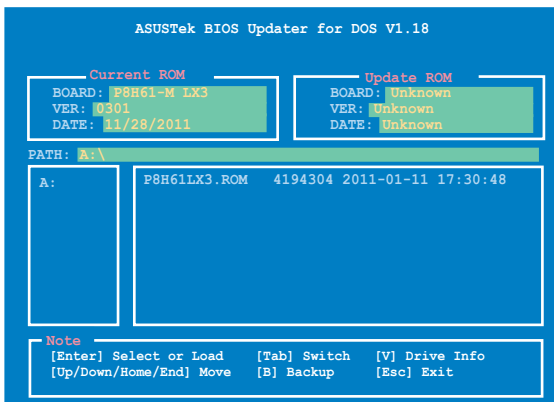 ASUSTek BIOS Updater for DOS V1.18
Current ROM
BOARD: P8H61-M LX3
VER: 0301
DATE: 11/28/2011
Update ROM
BOARD: Unknown
VER: Unknown
DATE: Unknown
PATH: A:\
A:
P8H61LX3.ROM 4194304 2011-01-11 17:30:48
Note
[Enter] Select or Load [Tab] Switch [V] Drive Info
[Up/Down/Home/End] Move [B] Backup [Esc] Exit